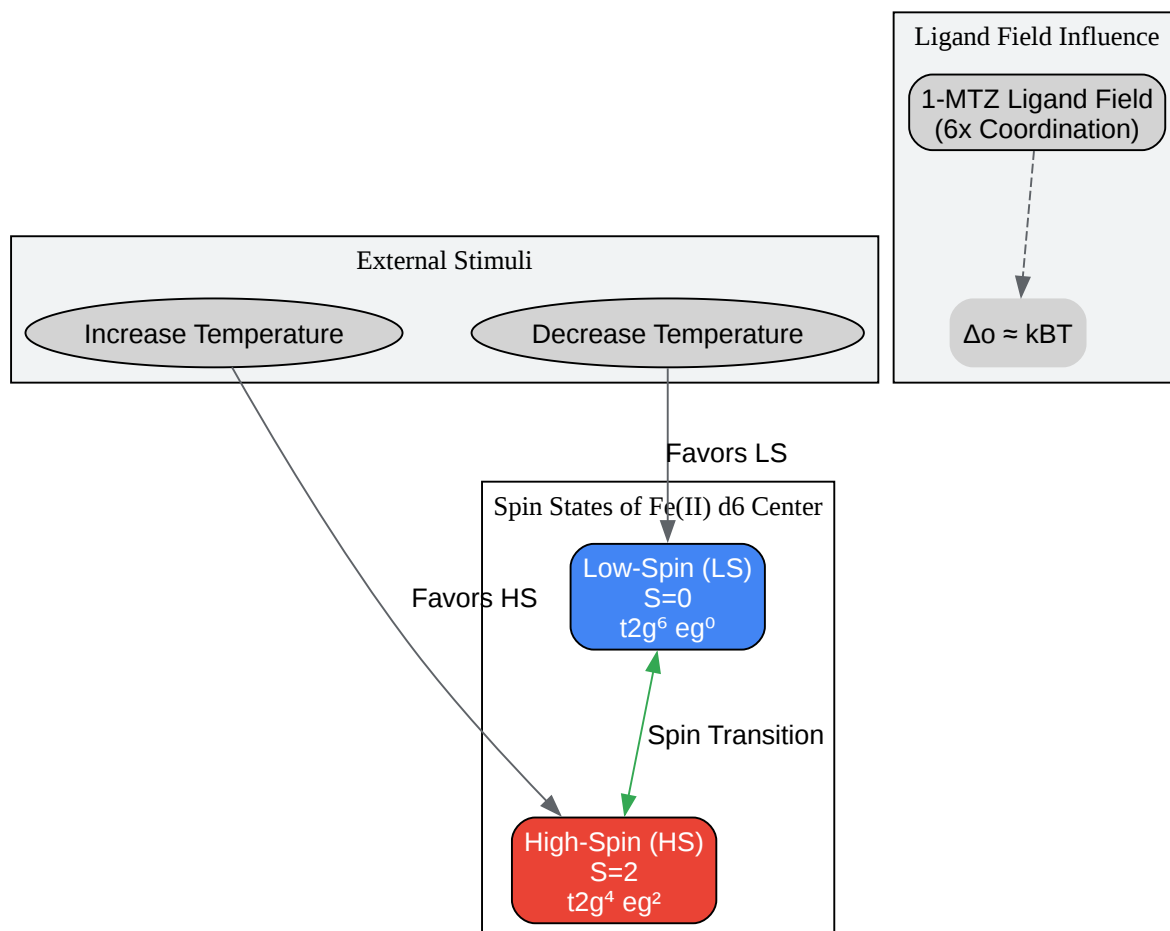 Ligand Field Influence
1-MTZ Ligand Field
(6x Coordination)
External Stimuli
Increase Temperature
Decrease Temperature
Δo ≈ kBT
Favors LS
Spin States of Fe(II) d6 Center
Low-Spin (LS)
S=0
t2g⁶ eg⁰
Favors HS
Spin Transition
High-Spin (HS)
S=2
t2g⁴ eg²